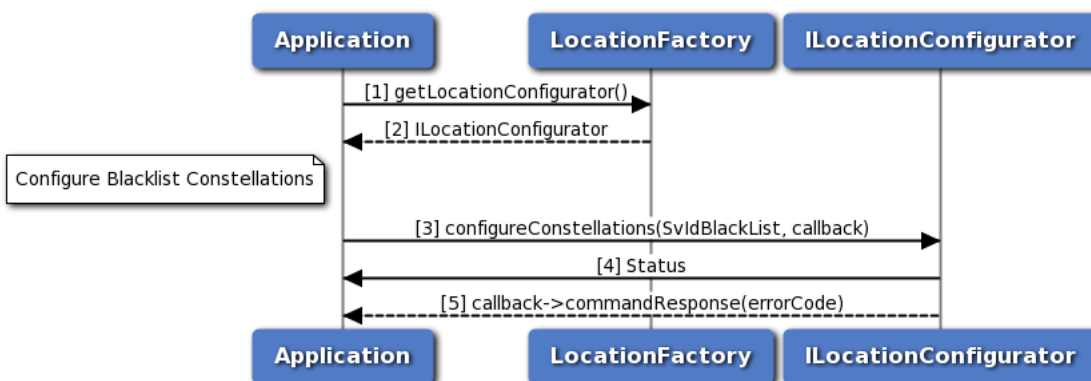 Application
LocationFactory
ILocationConfigurator
[1] getLocationConfigurator()
[2] ILocationConfigurator
Configure Blacklist Constellations
[3] configureConstellations(SvIdBlackList, callback)
[4] Status
[5] callback->commandResponse(errorCode)
Application
LocationFactory
ILocationConfigurator